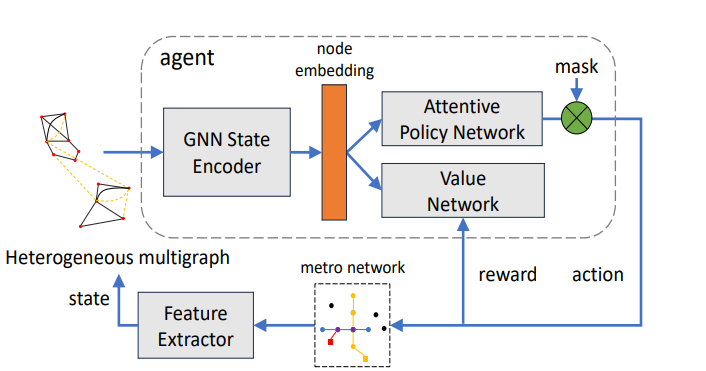 agent
node
embedding
mask
GNN State
Encoder
Attentive
Policy Network
Value
Network
Heterogeneous multigraph
state
Feature
Extractor
metro network
reward
action